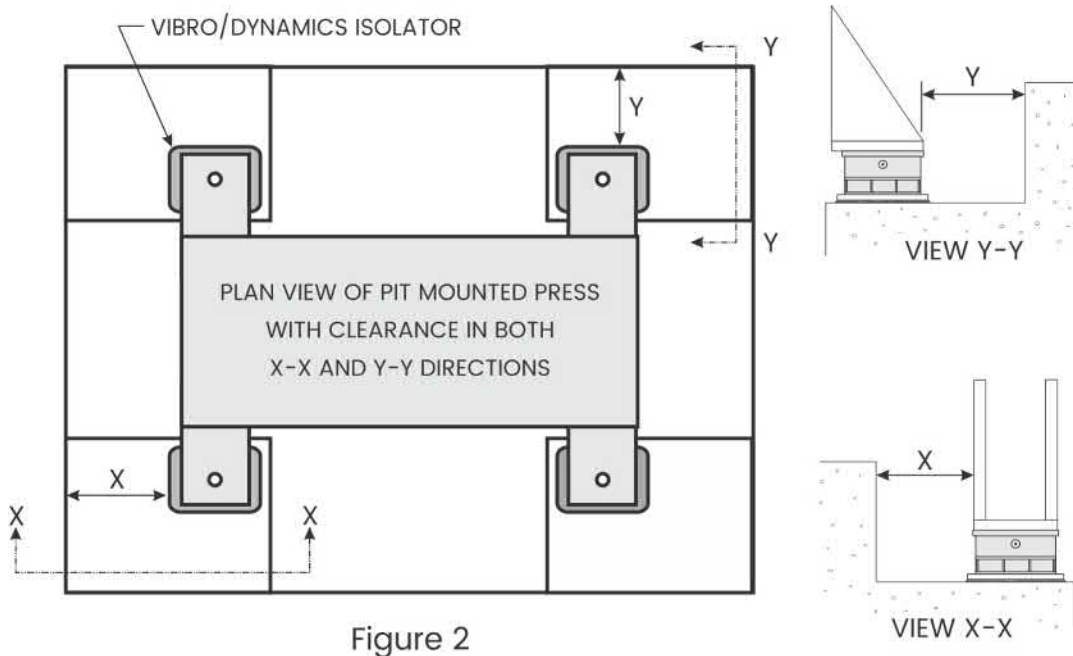 VIBRO/DYNAMICS ISOLATOR
Y
Y
Y
PLAN VIEW OF PIT MOUNTED PRESS
WITH CLEARANCE IN BOTH
X-X AND Y-Y DIRECTIONS
X
X
X
Figure 2
Y
VIEW Y-Y
X
VIEW X-X